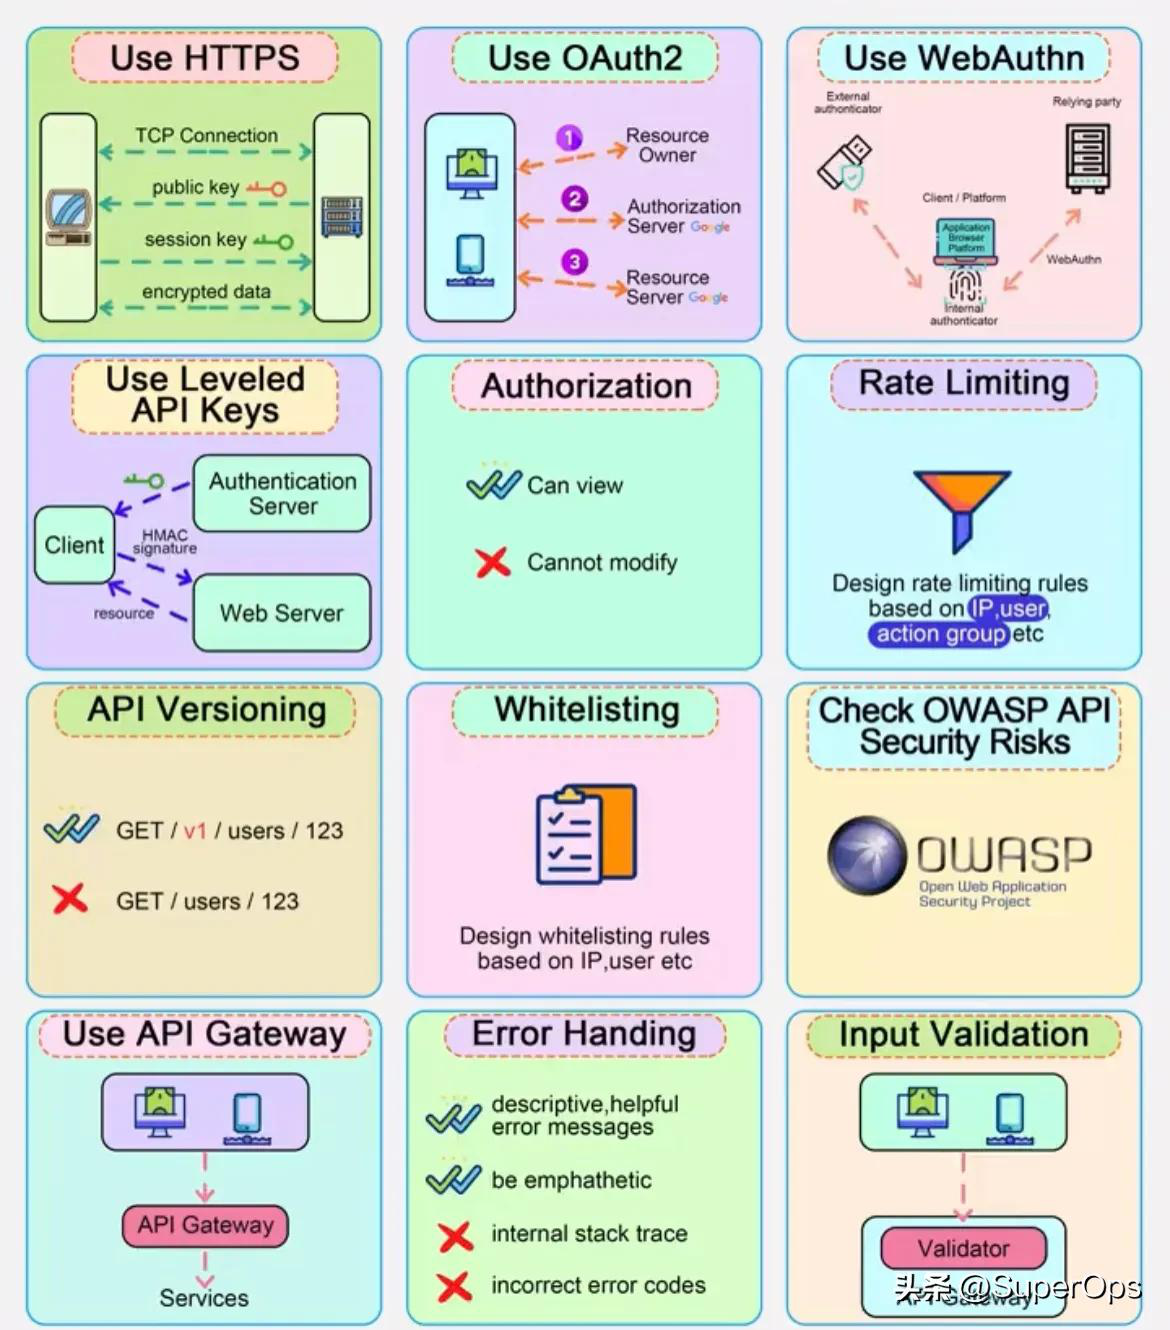 Use HTTPS
TCP Connection
public key
session key
encrypted data
Use OAuth2
1
Resource
Owner
2
Authorization
Server Google
3
Resource
Server Google
Use WebAuthn
External
authonticator
Relying party
Client / Platform
Application
Browser
Platform
WebAuthn
Internal
authonticator
Use Leveled
API Keys
Authentication
Server
Client
HMAC
signature
resource
Web Server
Authorization
Can view
Cannot modify
Rate Limiting
Design rate limiting rules
based on IP,user,
action group etc
API Versioning
GET / v1 / users / 123
GET / users / 123
Whitelisting
Design whitelisting rules
based on IP,user etc
Check OWASP API
Security Risks
OWASP
Open Web Application
Security Project
Use API Gateway
API Gateway
Services
Error Handing
descriptive,helpful
error messages
be emphathetic
internal stack trace
incorrect error codes
Input Validation
Validator
API Gateway
头条 @SuperOps